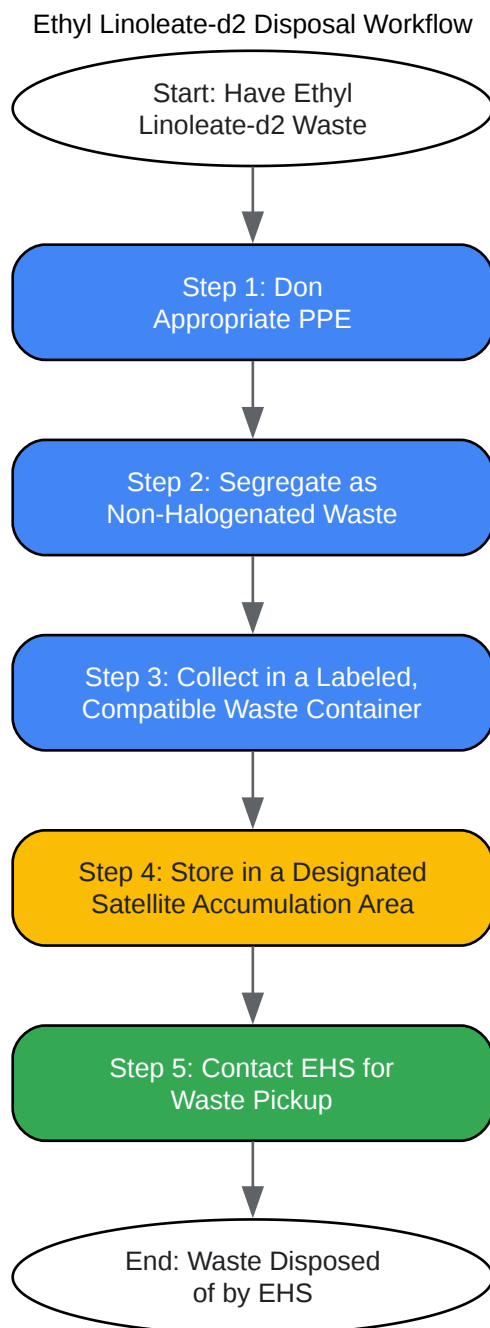 Ethyl Linoleate-d2 Disposal Workflow
Start: Have Ethyl
Linoleate-d2 Waste
Step 1: Don
Appropriate PPE
Step 2: Segregate as
Non-Halogenated Waste
Step 3: Collect in a Labeled,
Compatible Waste Container
Step 4: Store in a Designated
Satellite Accumulation Area
Step 5: Contact EHS for
Waste Pickup
End: Waste Disposed
of by EHS